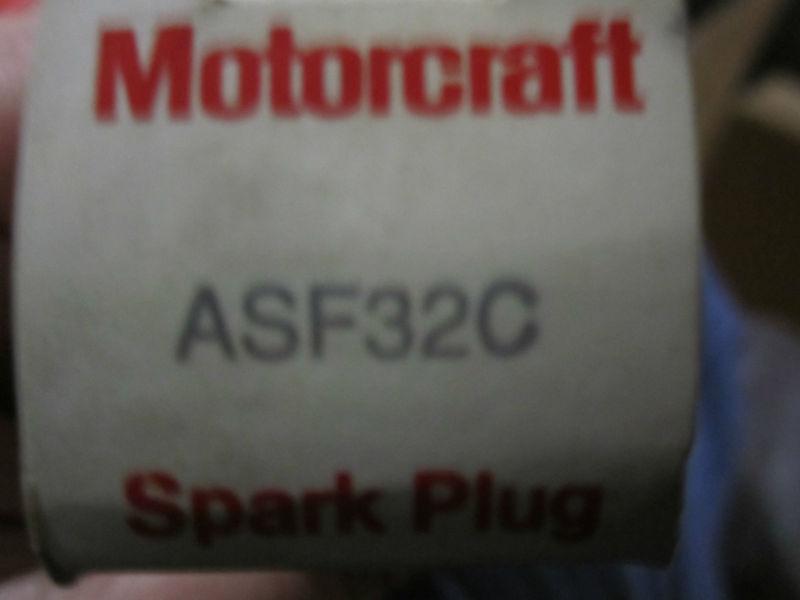 Motorcraft
ASF32C
Spark Plug